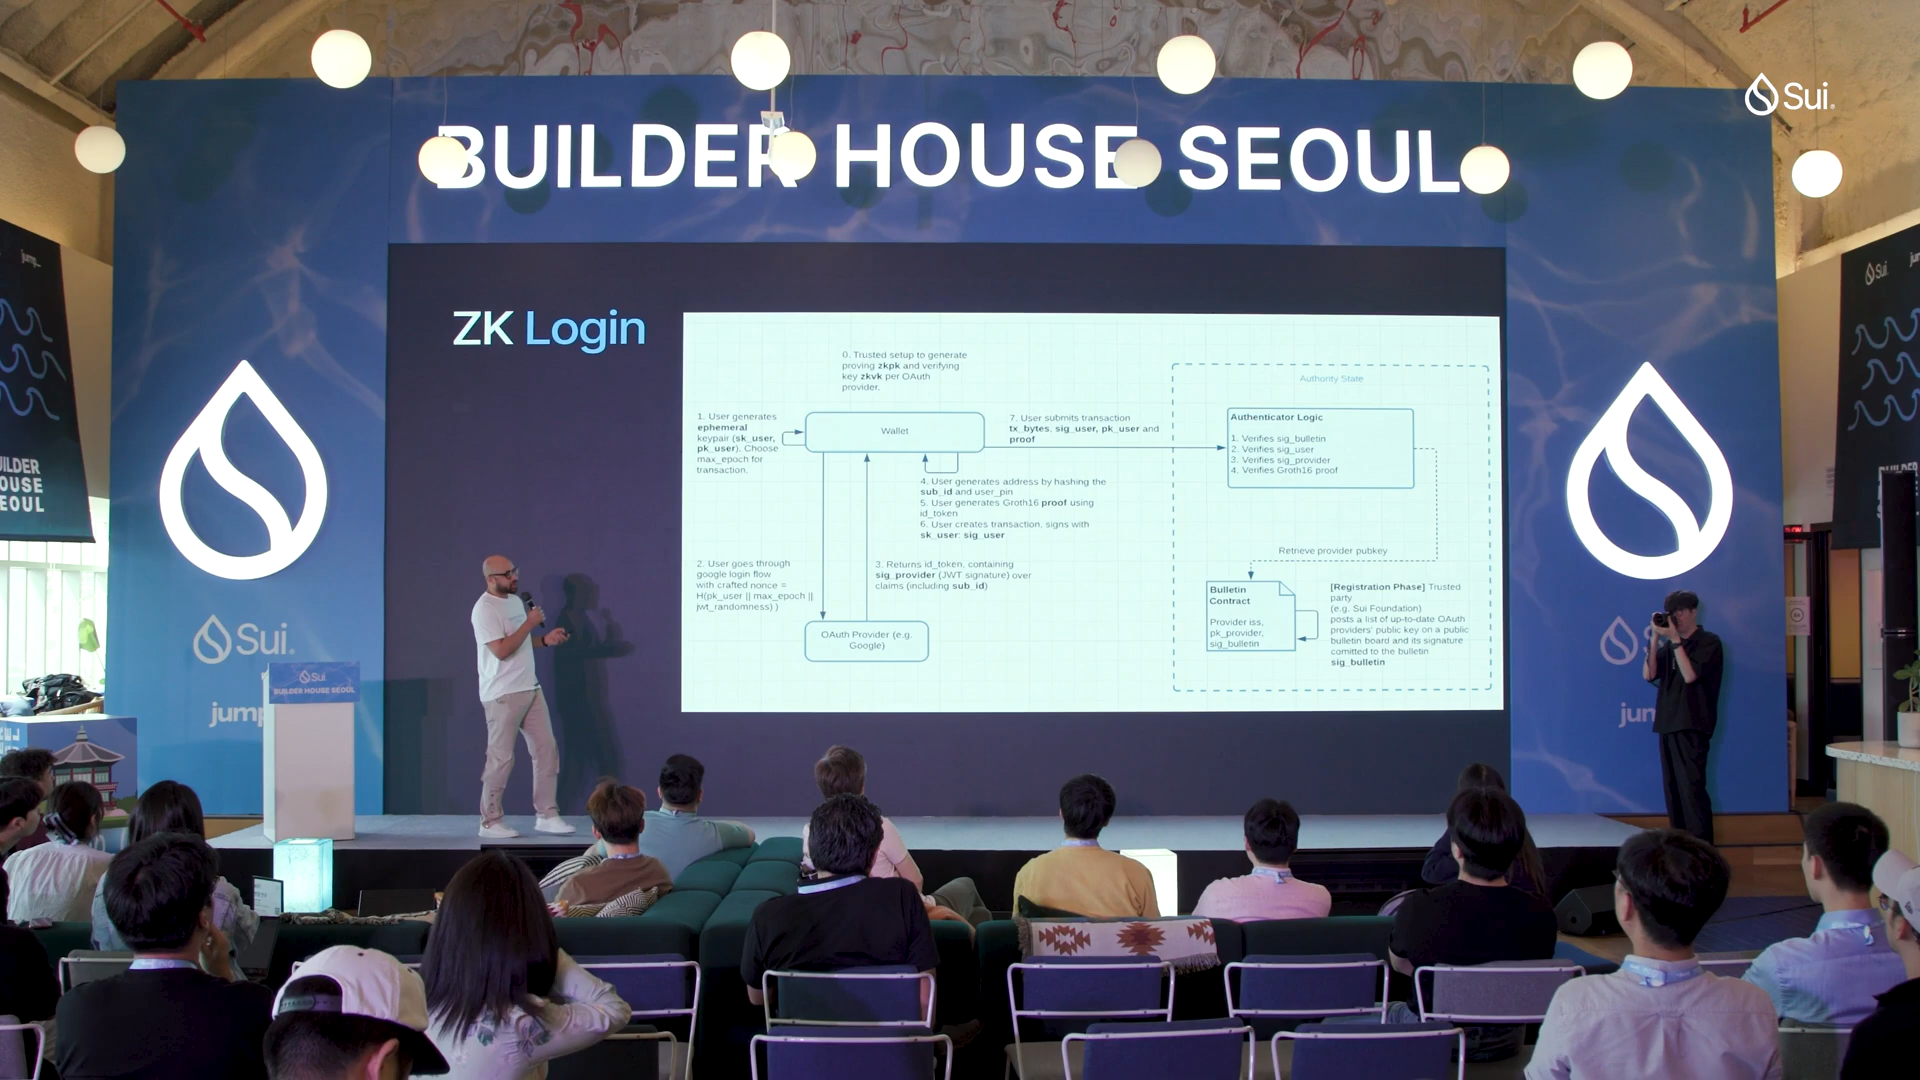 Sui
BUILDER HOUSE SEOUL
ZK Login
0. Trusted setup to generate
proving zkpk and verifying
key zkvk per OAuth
provider.
1. User generates
ephemeral
keypair (sk_user,
pk_user). Choose
max_epoch for
transaction.
Wallet
7. User submits transaction
tx_bytes, sig_user, pk_user and
proof
4. User generates address by hashing the
sub_id and user_pin
5. User generates Groth16 proof using
id_token
6. User creates transaction, signs with
sk_user: sig_user
2. User goes through
google login flow
with crafted nonce =
H(pk_user || max_epoch ||
jwt_randomness) )
3. Returns id_token, containing
sig_provider (JWT signature) over
claims (including sub_id)
OAuth Provider (e.g.
Google)
Authority State
Authenticator Logic
1. Verifies sig_bulletin
2. Verifies sig_user
3. Verifies sig_provider
4. Verifies Groth16 proof
Retrieve provider pubkey
Bulletin
Contract
Provider iss,
pk_provider,
sig_bulletin
[Registration Phase] Trusted
party
(e.g. Sui Foundation)
posts a list of up-to-date OAuth
providers' public key on a public
bulletin board and its signature
comitted to the bulletin
sig_bulletin
Sui
jump
Sui
BUILDER HOUSE SEOUL
jump
UILDER
OUSE
EOUL
Sui
jun